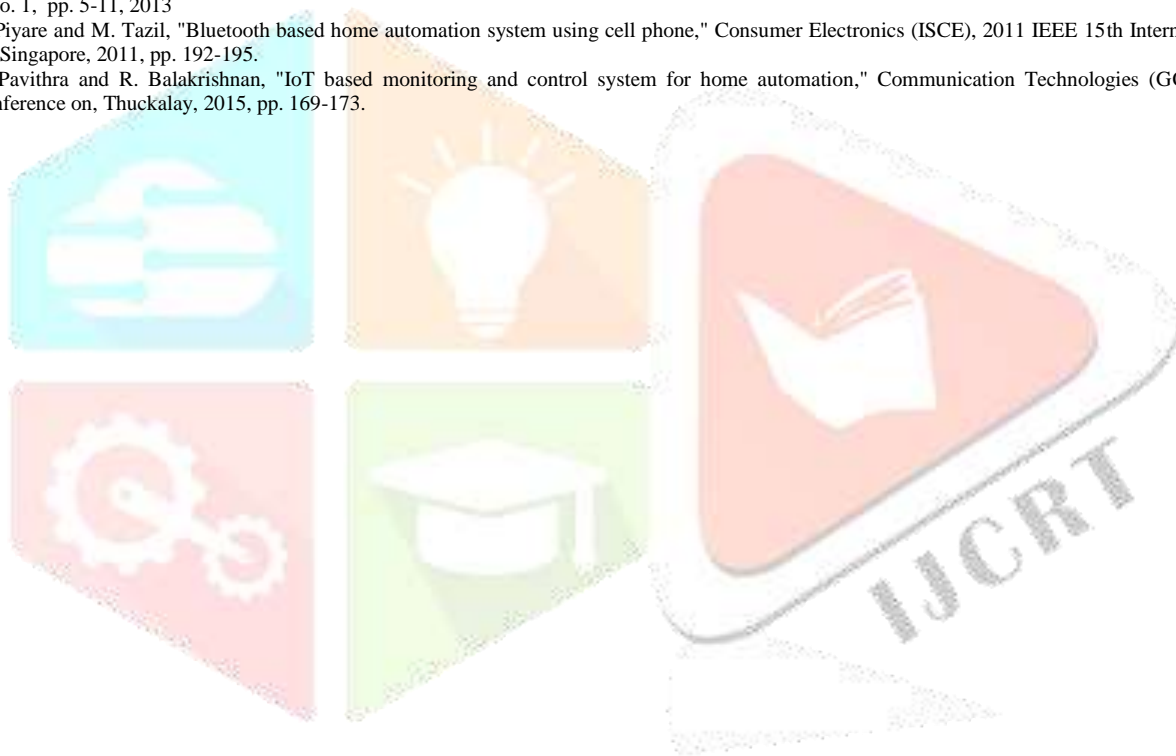 o. 1, pp. 5-11, 2013
Piyare and M. Tazil, "Bluetooth based home automation system using cell phone," Consumer Electronics (ISCE), 2011 IEEE 15th Intern
Singapore, 2011, pp. 192-195.
Pavithra and R. Balakrishnan, "IoT based monitoring and control system for home automation," Communication Technologies (GC
ference on, Thuckalay, 2015, pp. 169-173.
IJCRT